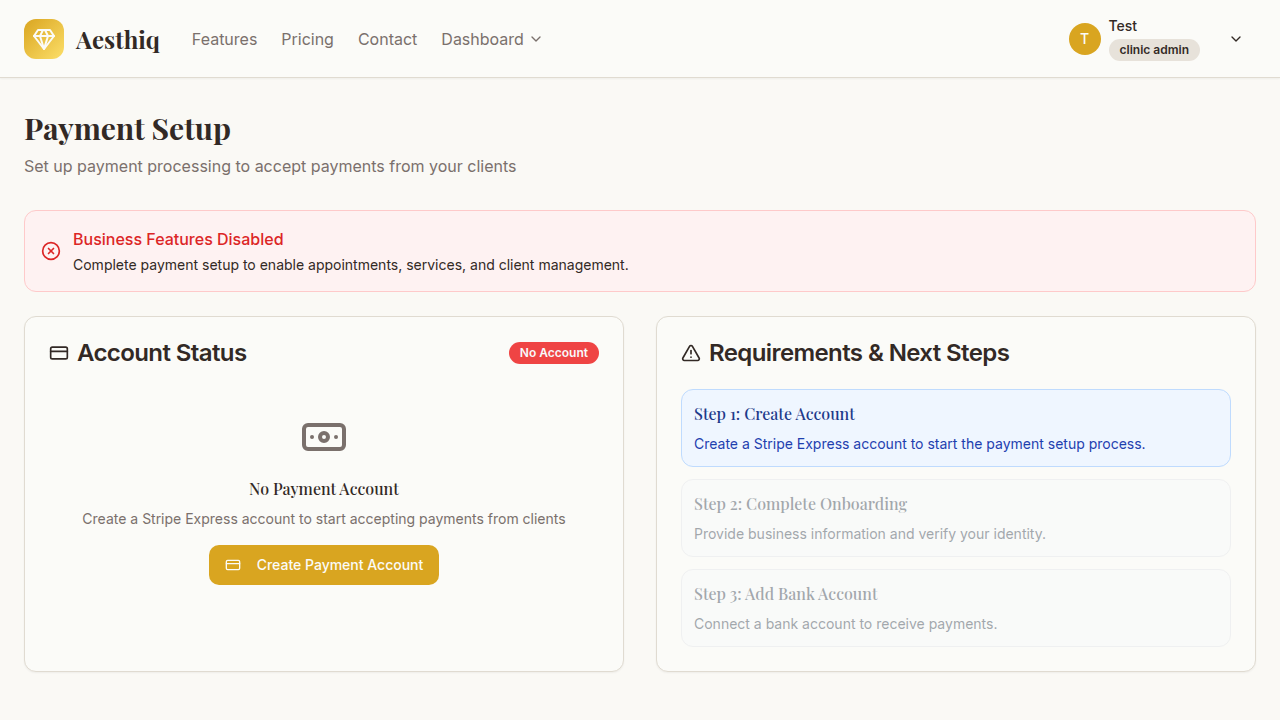 Aesthiq
Features
Pricing
Contact
Dashboard
T
Test
clinic admin
Payment Setup
Set up payment processing to accept payments from your clients
Business Features Disabled
Complete payment setup to enable appointments, services, and client management.
Account Status
No Account
No Payment Account
Create a Stripe Express account to start accepting payments from clients
Create Payment Account
Requirements & Next Steps
Step 1: Create Account
Create a Stripe Express account to start the payment setup process.
Step 2: Complete Onboarding
Provide business information and verify your identity.
Step 3: Add Bank Account
Connect a bank account to receive payments.